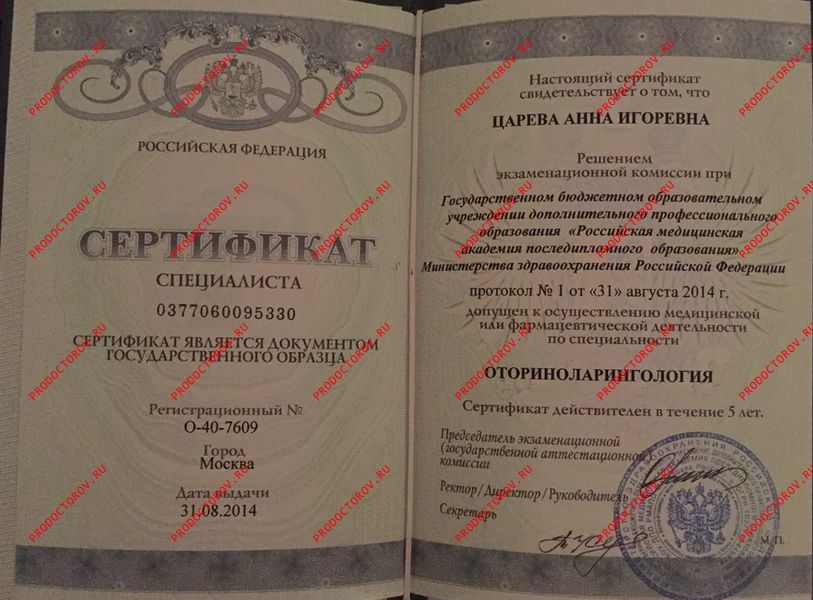 РОССИЙСКАЯ ФЕДЕРАЦИЯ
СЕРТИФИКАТ
СПЕЦИАЛИСТА
0377060095330
СЕРТИФИКАТ ЯВЛЯЕТСЯ ДОКУМЕНТОМ
ГОСУДАРСТВЕННОГО ОБРАЗЦА
Регистрационный №
О-40-7609
Город
Москва
Дата выдачи
31.08.2014
Настоящий сертификат
свидетельствует о том, что
ЦАРЕВА АННА ИГОРЕВНА
Решением
экзаменационной комиссии при
Государственном бюджетном образовательном
учреждении дополнительного профессионального
образования «Российская медицинская
академия последипломного образования»
Министерства здравоохранения Российской Федерации
протокол № 1 от «31» августа 2014 г.
допущен к осуществлению медицинской
или фармацевтической деятельности
по специальности
ОТОРИНОЛАРИНГОЛОГИЯ
Сертификат действителен в течение 5 лет.
Председатель экзаменационной
(государственной аттестационной)
комиссии
Ректор/Директор/Руководитель
Секретарь
М.П.
PRODOCTOROV.RU